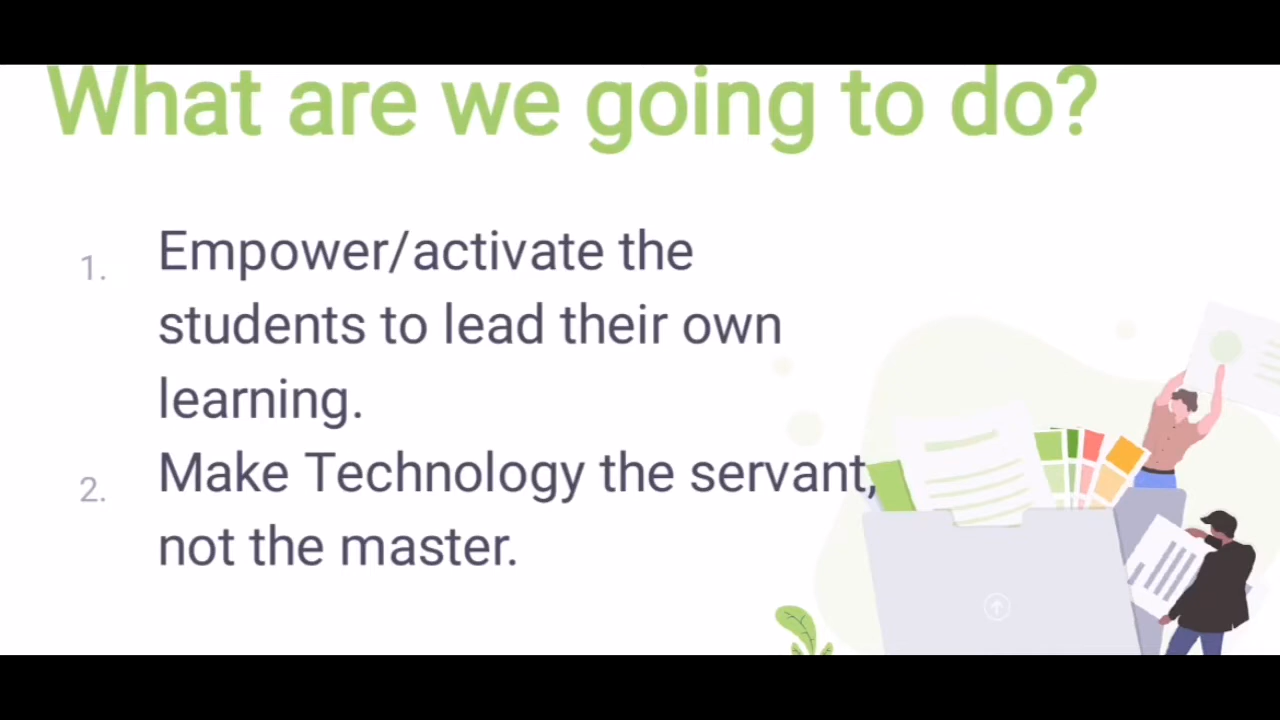 What are we going to do?
1. Empower/activate the
students to lead their own
learning.
2. Make Technology the servant,
not the master.